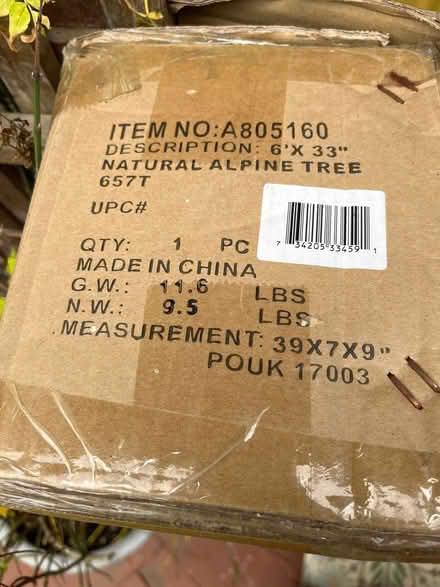 ITEM NO:A805160
DESCRIPTION: 6'X 33"
NATURAL ALPINE TREE
657T
UPC#
7 34205 33459 1
QTY: 1 PC
MADE IN CHINA
G.W.: 11.6 LBS
N.W.: 9.5 LBS
MEASUREMENT: 39X7X9"
POUK 17003